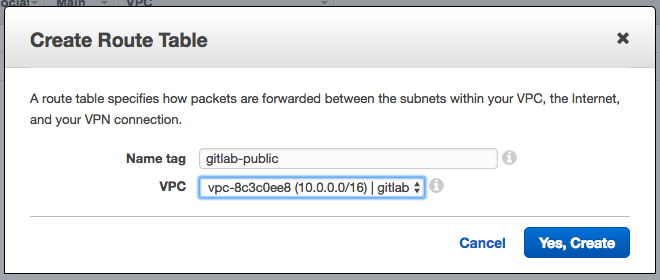 Main
VPC
Create Route Table
A route table specifies how packets are forwarded between the subnets within your VPC, the Internet,
and your VPN connection.
Name tag
gitlab-public
VPC
vpc-8c3c0ee8 (10.0.0.0/16) | gitlab
Cancel
Yes, Create